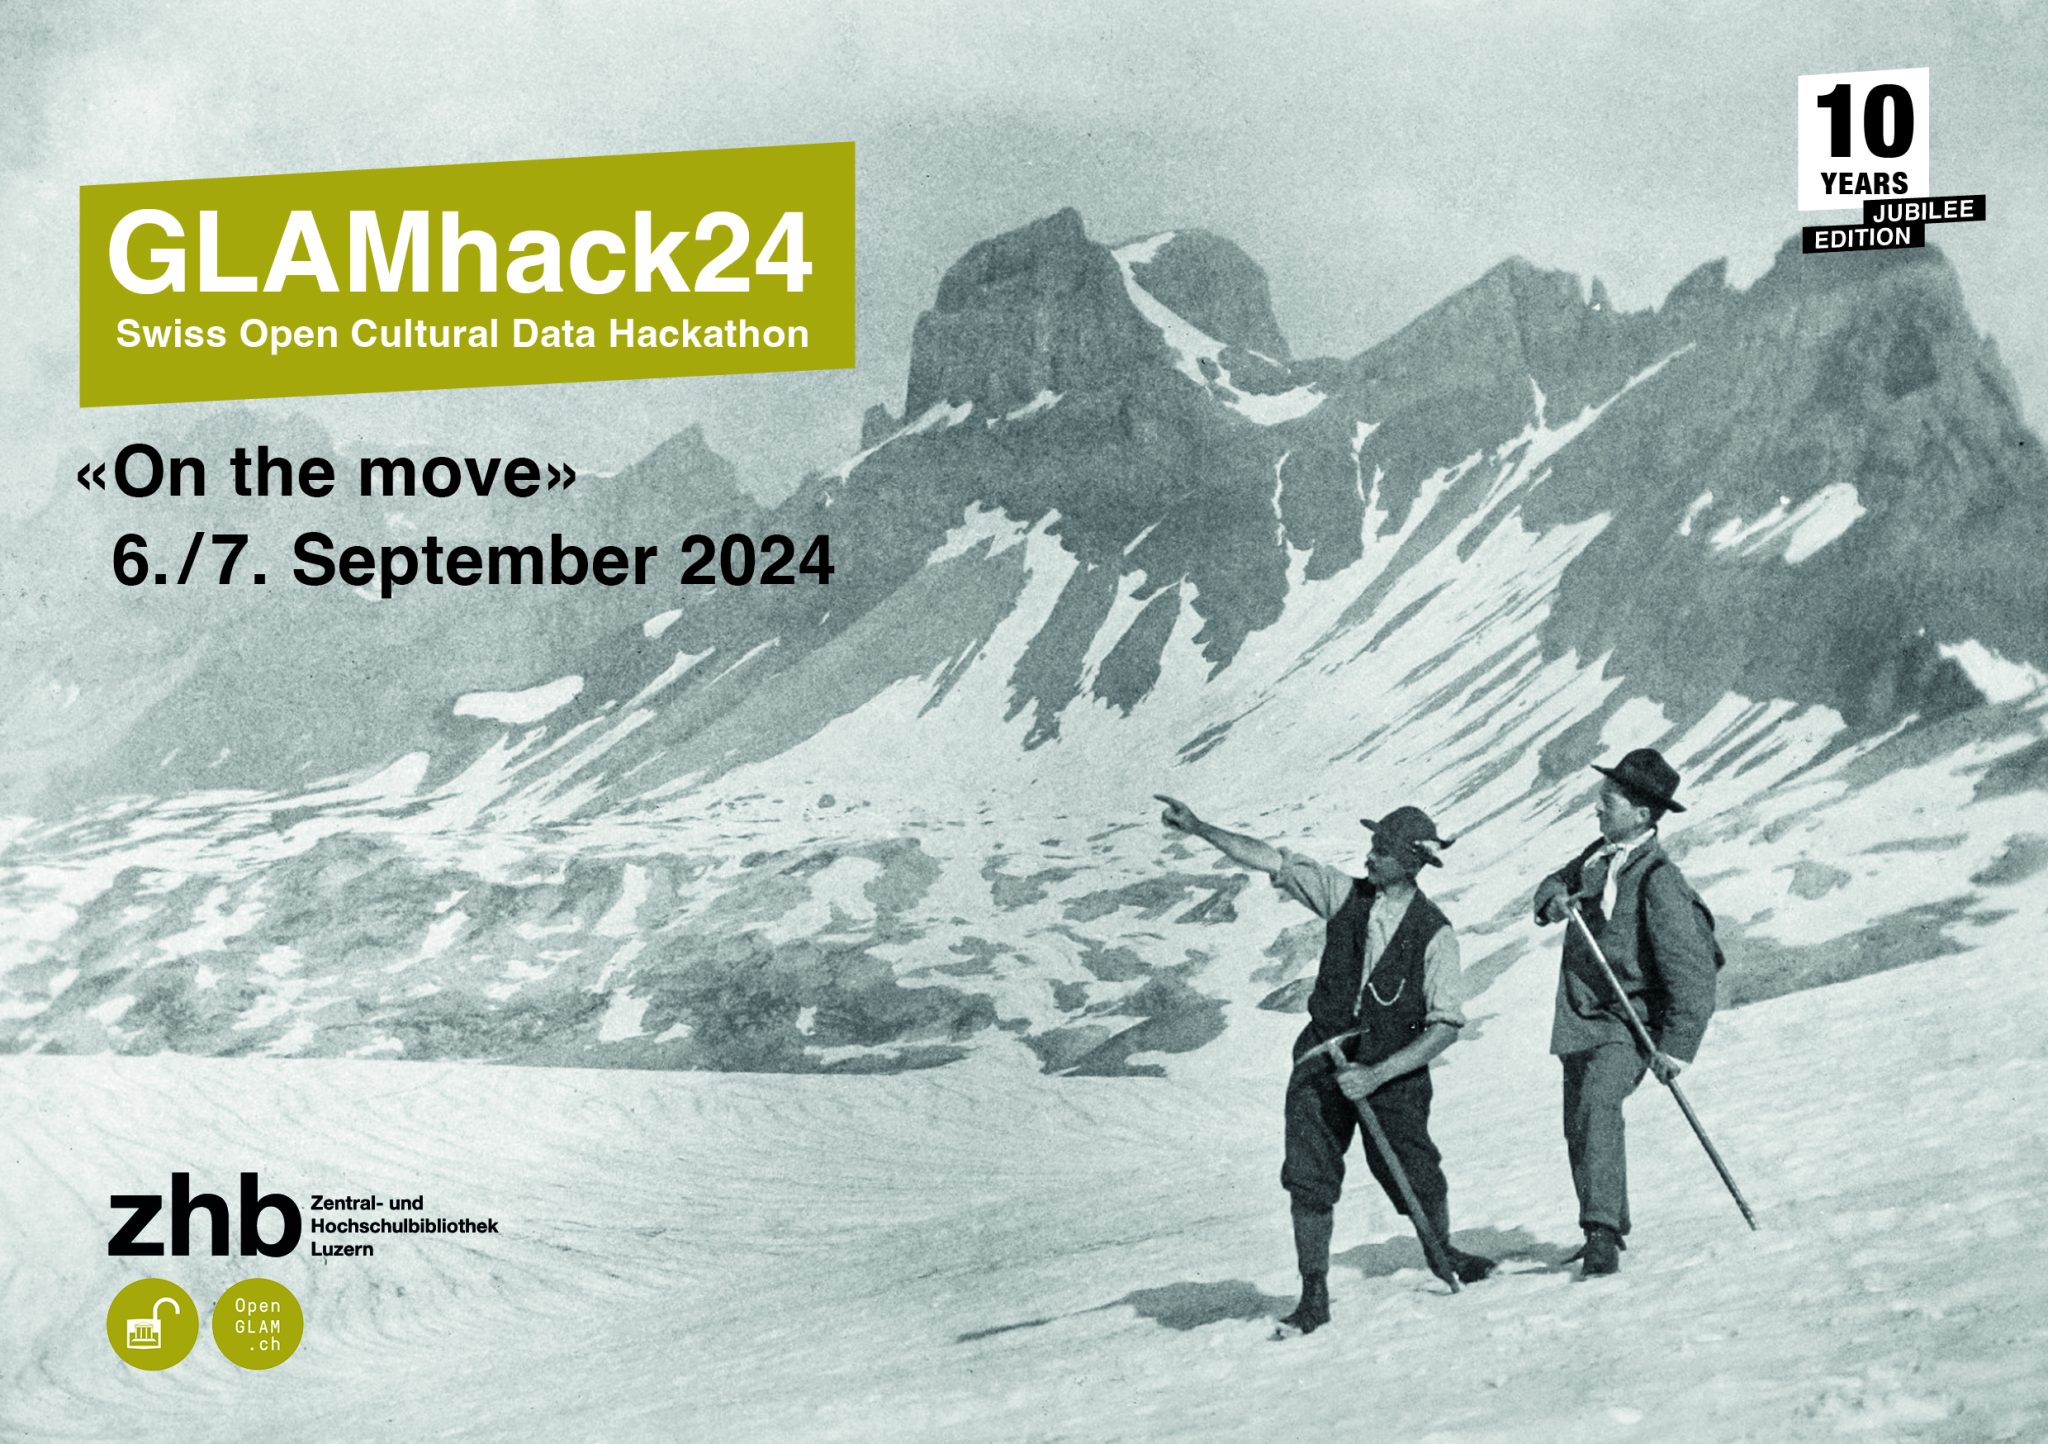 10
YEARS
JUBILEE
EDITION
GLAMhack24
Swiss Open Cultural Data Hackathon
«On the move»
6./7. September 2024
zhb
Zentral- und
Hochschulbibliothek
Luzern
Open
GLAM
.ch